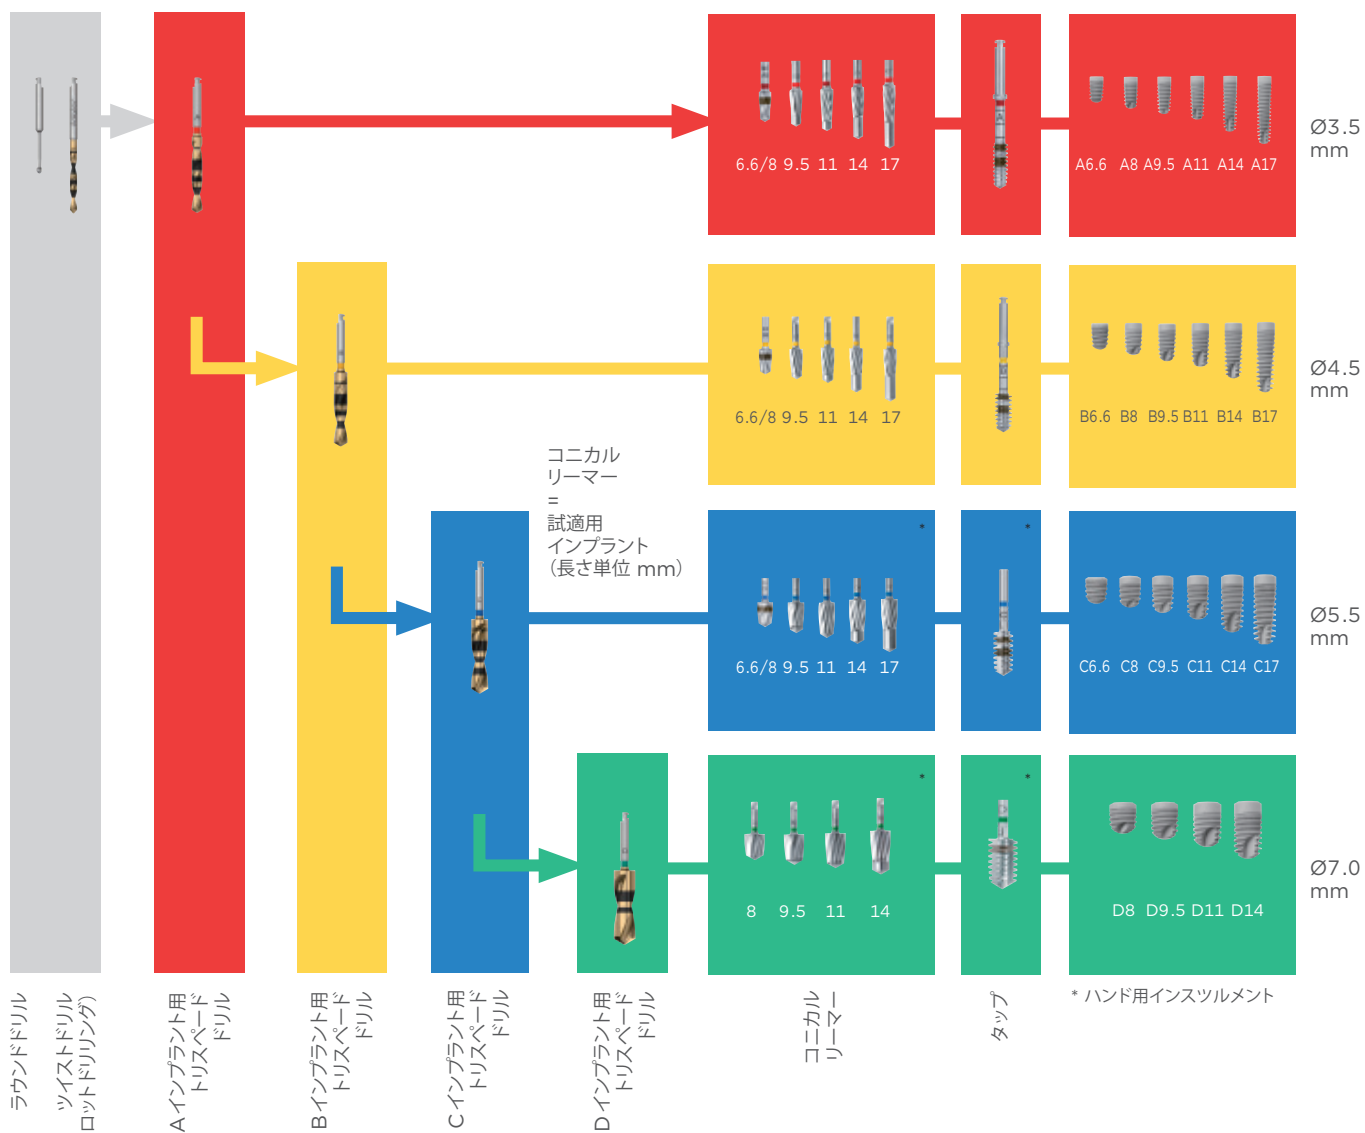 6.6/8 9.5 11 14 17
A6.6 A8 A9.5 A11 A14 A17
Ø3.5
mm
6.6/8 9.5 11 14 17
B6.6 B8 B9.5 B11 B14 B17
Ø4.5
mm
コニカル
リーマー
=
試適用
インプラント
（長さ単位 mm）
*
*
6.6/8 9.5 11 14 17
C6.6 C8 C9.5 C11 C14 C17
Ø5.5
mm
*
*
8 9.5 11 14
D8 D9.5 D11 D14
Ø7.0
mm
ラウンドドリル
ツイストドリル
ロットドリリング）
Aインプラント用
トリスペード
ドリル
Bインプラント用
トリスペード
ドリル
Cインプラント用
トリスペード
ドリル
Dインプラント用
トリスペード
ドリル
コニカル
リーマー
タップ
* ハンド用インスツルメント